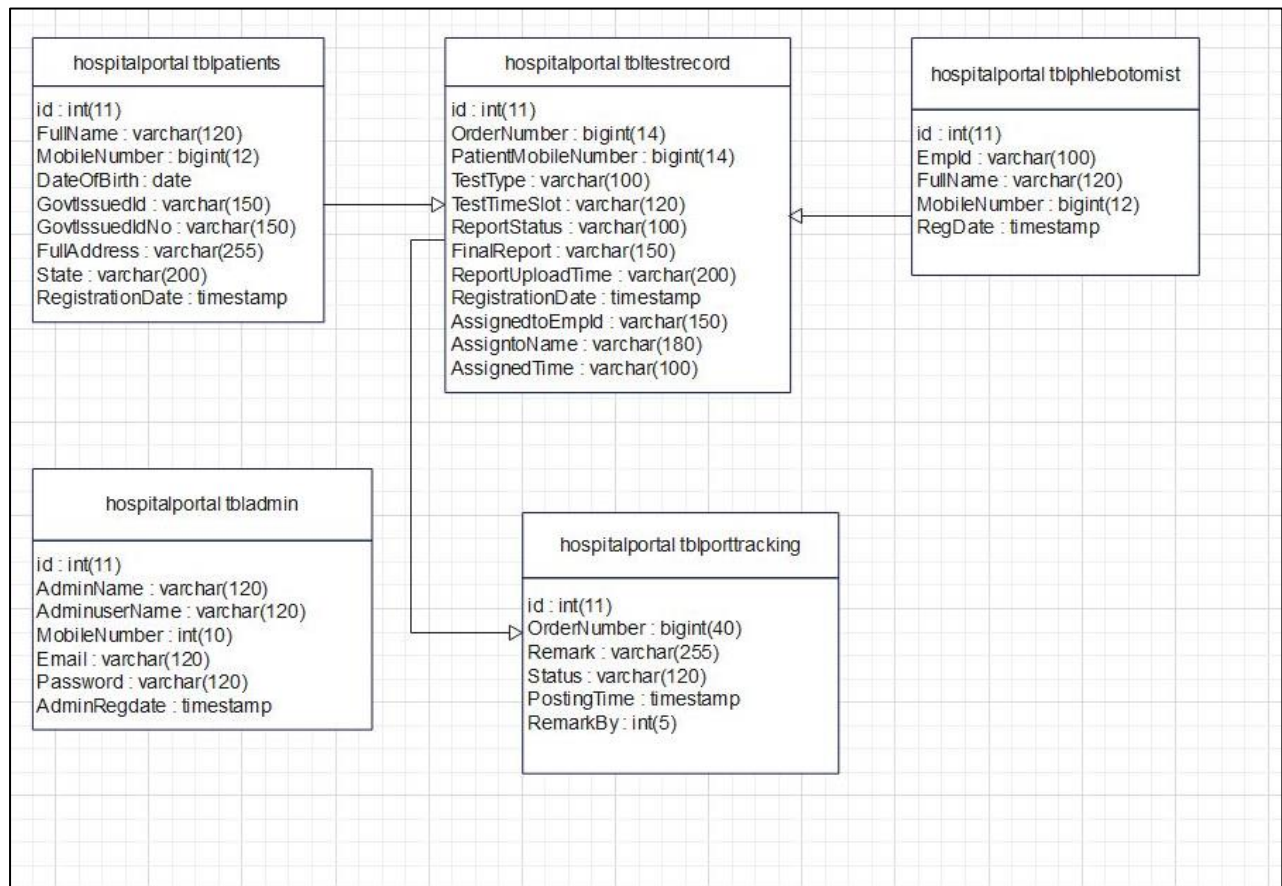 hospitalportal tblpatients
id : int(11)
FullName : varchar(120)
MobileNumber : bigint(12)
DateOfBirth : date
GovtIssuedId : varchar(150)
GovtIssuedIdNo : varchar(150)
FullAddress : varchar(255)
State : varchar(200)
RegistrationDate : timestamp
hospitalportal tbltestrecord
id : int(11)
OrderNumber : bigint(14)
PatientMobileNumber : bigint(14)
TestType : varchar(100)
TestTimeSlot : varchar(120)
ReportStatus : varchar(100)
FinalReport : varchar(150)
ReportUploadTime : varchar(200)
RegistrationDate : timestamp
AssignedtoEmpId : varchar(150)
AssigntoName : varchar(180)
AssignedTime : varchar(100)
hospitalportal tblphlebotomist
id : int(11)
EmpId : varchar(100)
FullName : varchar(120)
MobileNumber : bigint(12)
RegDate : timestamp
hospitalportal tbladmin
id : int(11)
AdminName : varchar(120)
AdminuserName : varchar(120)
MobileNumber : int(10)
Email : varchar(120)
Password : varchar(120)
AdminRegdate : timestamp
hospitalportal tblporttracking
id : int(11)
OrderNumber : bigint(40)
Remark : varchar(255)
Status : varchar(120)
PostingTime : timestamp
RemarkBy : int(5)